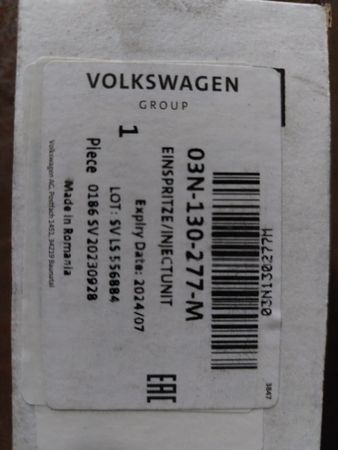 VOLKSWAGEN
GROUP
03N-130-277-M
03N130277M
EINSPRITZE/INJECTUNIT
Expiry Date: 2024/07
LOT: SV LS 556884
1
Piece 0186 SV 20230928
Made in Romania
Volkswagen AG, Postfach 1451, 34219 Baunatal
EAC
3847